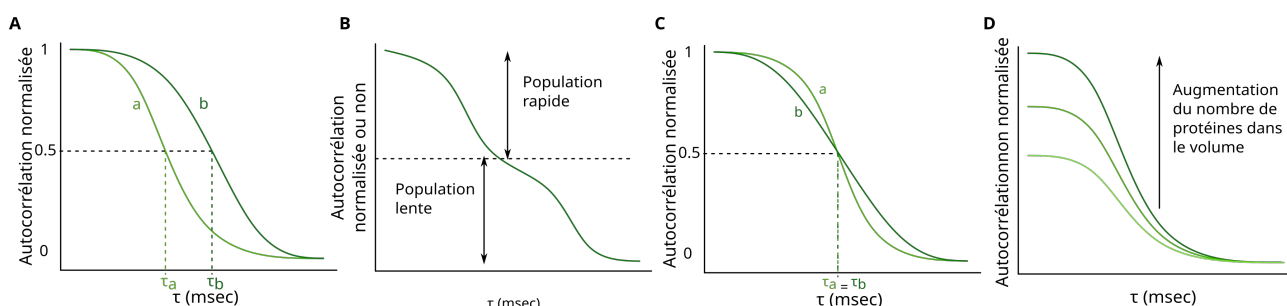 A
Autocorrélation normalisée
1
0.5
0
a
b
τa
τb
τ (msec)
B
Autocorrélation
normalisée ou non
Population
rapide
Population
lente
τ (msec)
C
Autocorrélation normalisée
1
0.5
0
a
b
τa = τb
τ (msec)
D
Autocorrélationnon normalisée
Augmentation
du nombre de
protéines dans
le volume
τ (msec)